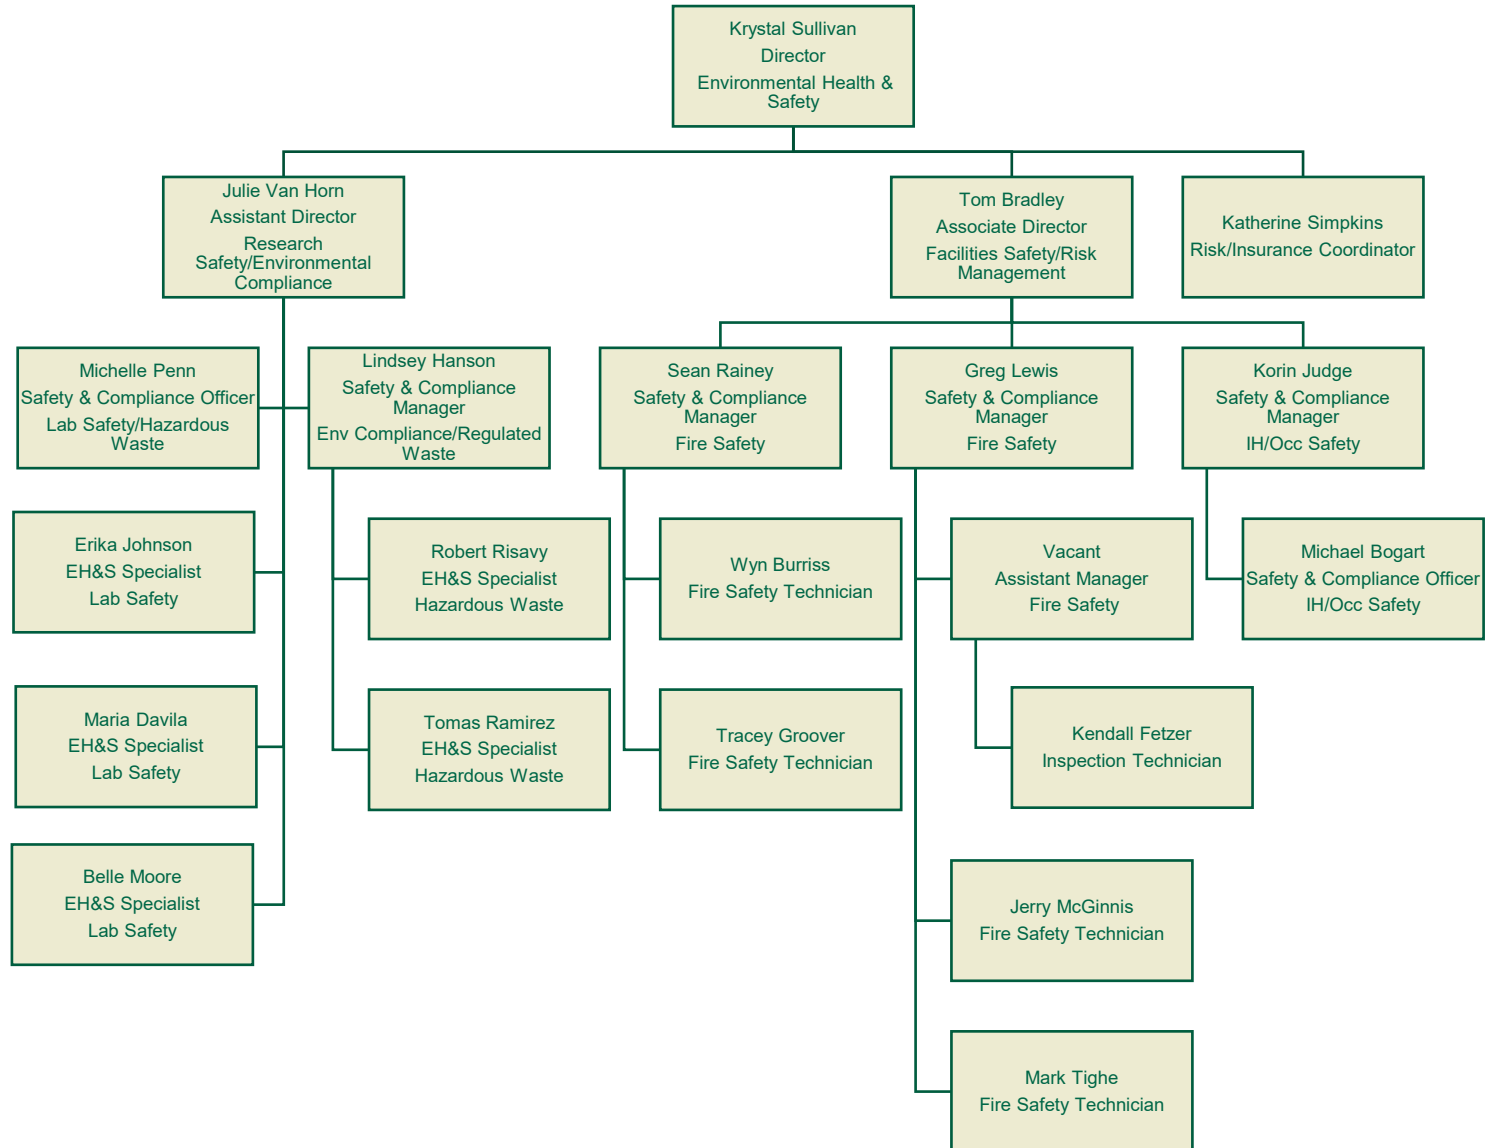 Krystal Sullivan
Director
Environmental Health &
Safety
Julie Van Horn
Assistant Director
Research
Safety/Environmental
Compliance
Tom Bradley
Associate Director
Facilities Safety/Risk
Management
Katherine Simpkins
Risk/Insurance Coordinator
Michelle Penn
Safety & Compliance Officer
Lab Safety/Hazardous
Waste
Lindsey Hanson
Safety & Compliance
Manager
Env Compliance/Regulated
Waste
Sean Rainey
Safety & Compliance
Manager
Fire Safety
Greg Lewis
Safety & Compliance
Manager
Fire Safety
Korin Judge
Safety & Compliance
Manager
IH/Occ Safety
Erika Johnson
EH&S Specialist
Lab Safety
Robert Risavy
EH&S Specialist
Hazardous Waste
Wyn Burriss
Fire Safety Technician
Vacant
Assistant Manager
Fire Safety
Michael Bogart
Safety & Compliance Officer
IH/Occ Safety
Maria Davila
EH&S Specialist
Lab Safety
Tomas Ramirez
EH&S Specialist
Hazardous Waste
Tracey Groover
Fire Safety Technician
Kendall Fetzer
Inspection Technician
Belle Moore
EH&S Specialist
Lab Safety
Jerry McGinnis
Fire Safety Technician
Mark Tighe
Fire Safety Technician